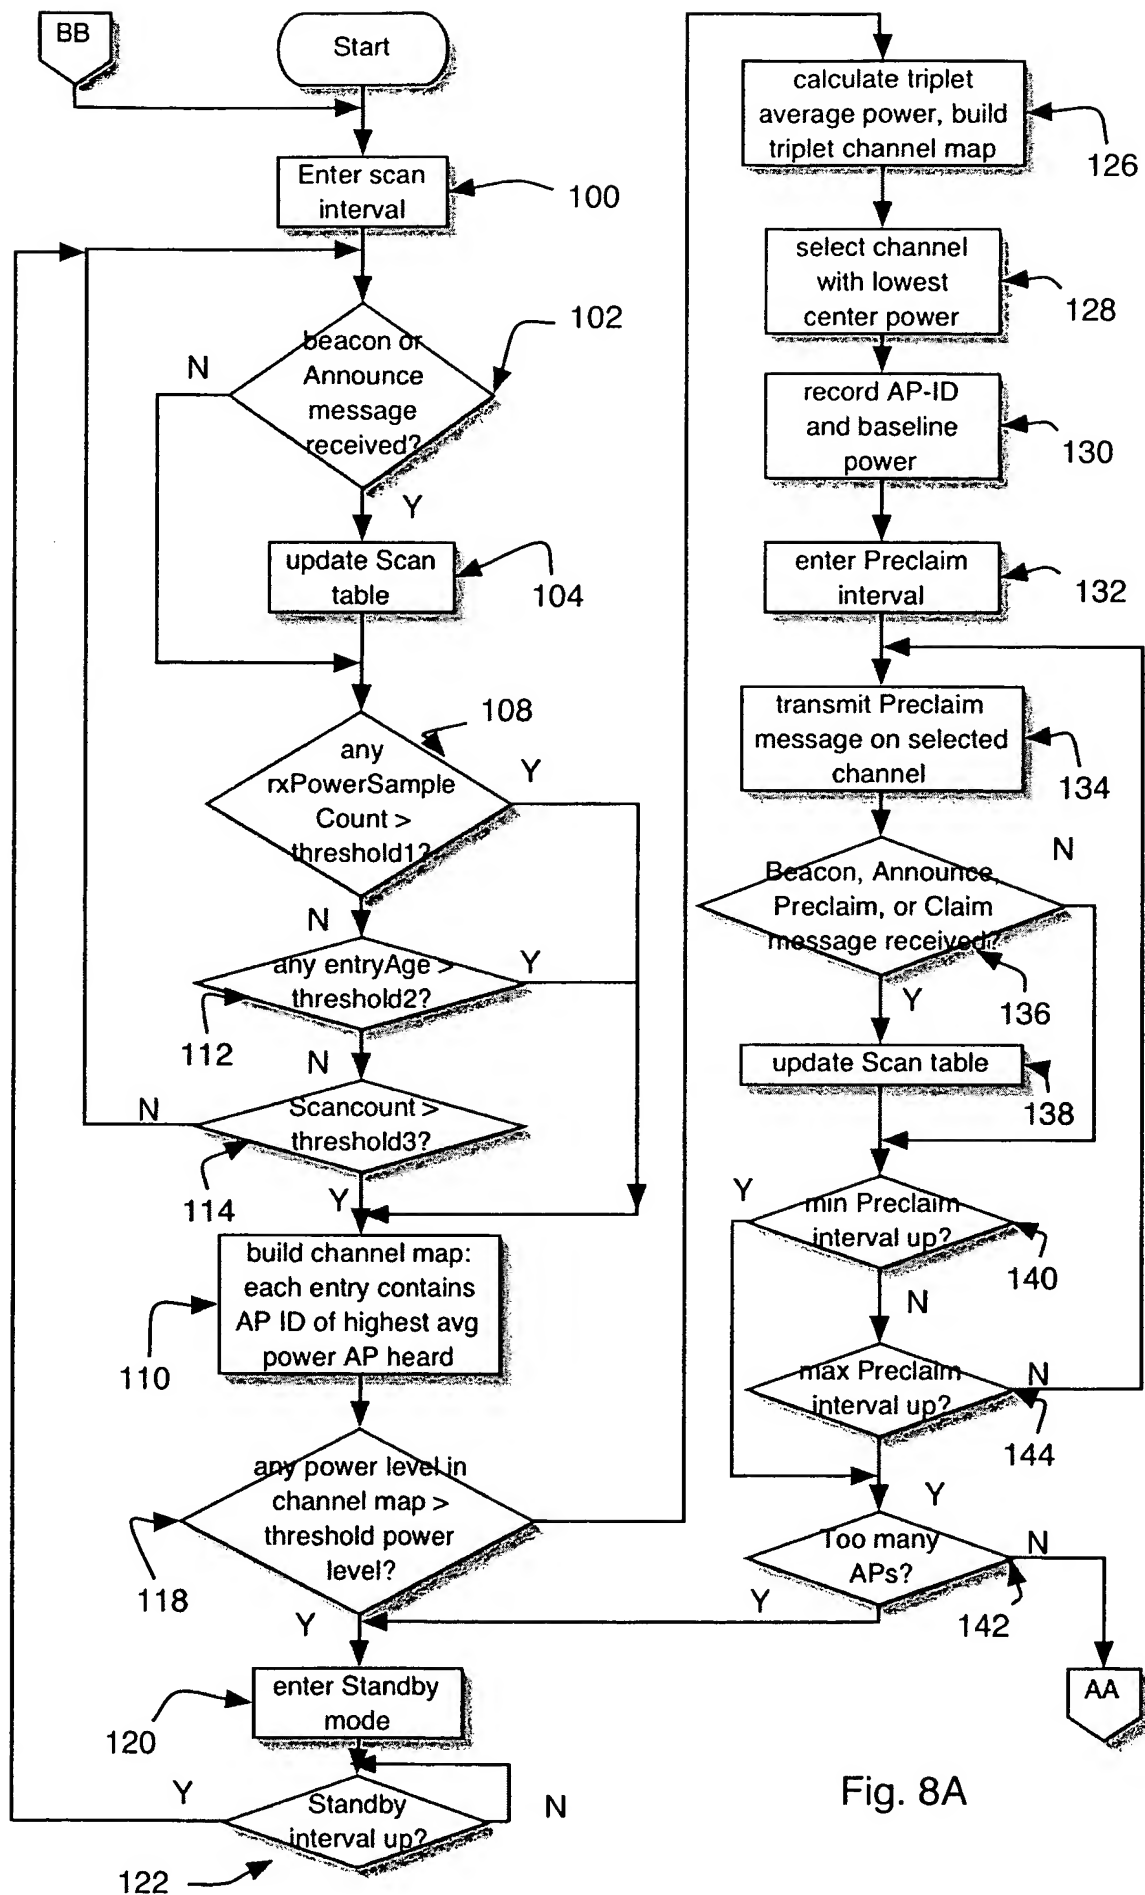 BB
Start
Enter scan
interval
100
beacon or
Announce
message
received?
102
N
Y
update Scan
table
104
any
rxPowerSample
Count >
threshold1?
108
Y
N
any entryAge >
threshold2?
Y
112
N
Scancount >
threshold3?
N
114
Y
build channel map:
each entry contains
AP ID of highest avg
power AP heard
110
any power level in
channel map >
threshold power
level?
118
Y
enter Standby
mode
120
Standby
interval up?
Y
N
122
calculate triplet
average power, build
triplet channel map
126
select channel
with lowest
center power
128
record AP-ID
and baseline
power
130
enter Preclaim
interval
132
transmit Preclaim
message on selected
channel
134
Beacon, Announce,
Preclaim, or Claim
message received?
N
136
Y
update Scan table
138
min Preclaim
interval up?
Y
140
N
max Preclaim
interval up?
N
144
Y
Too many
APs?
N
Y
142
AA
Fig. 8A